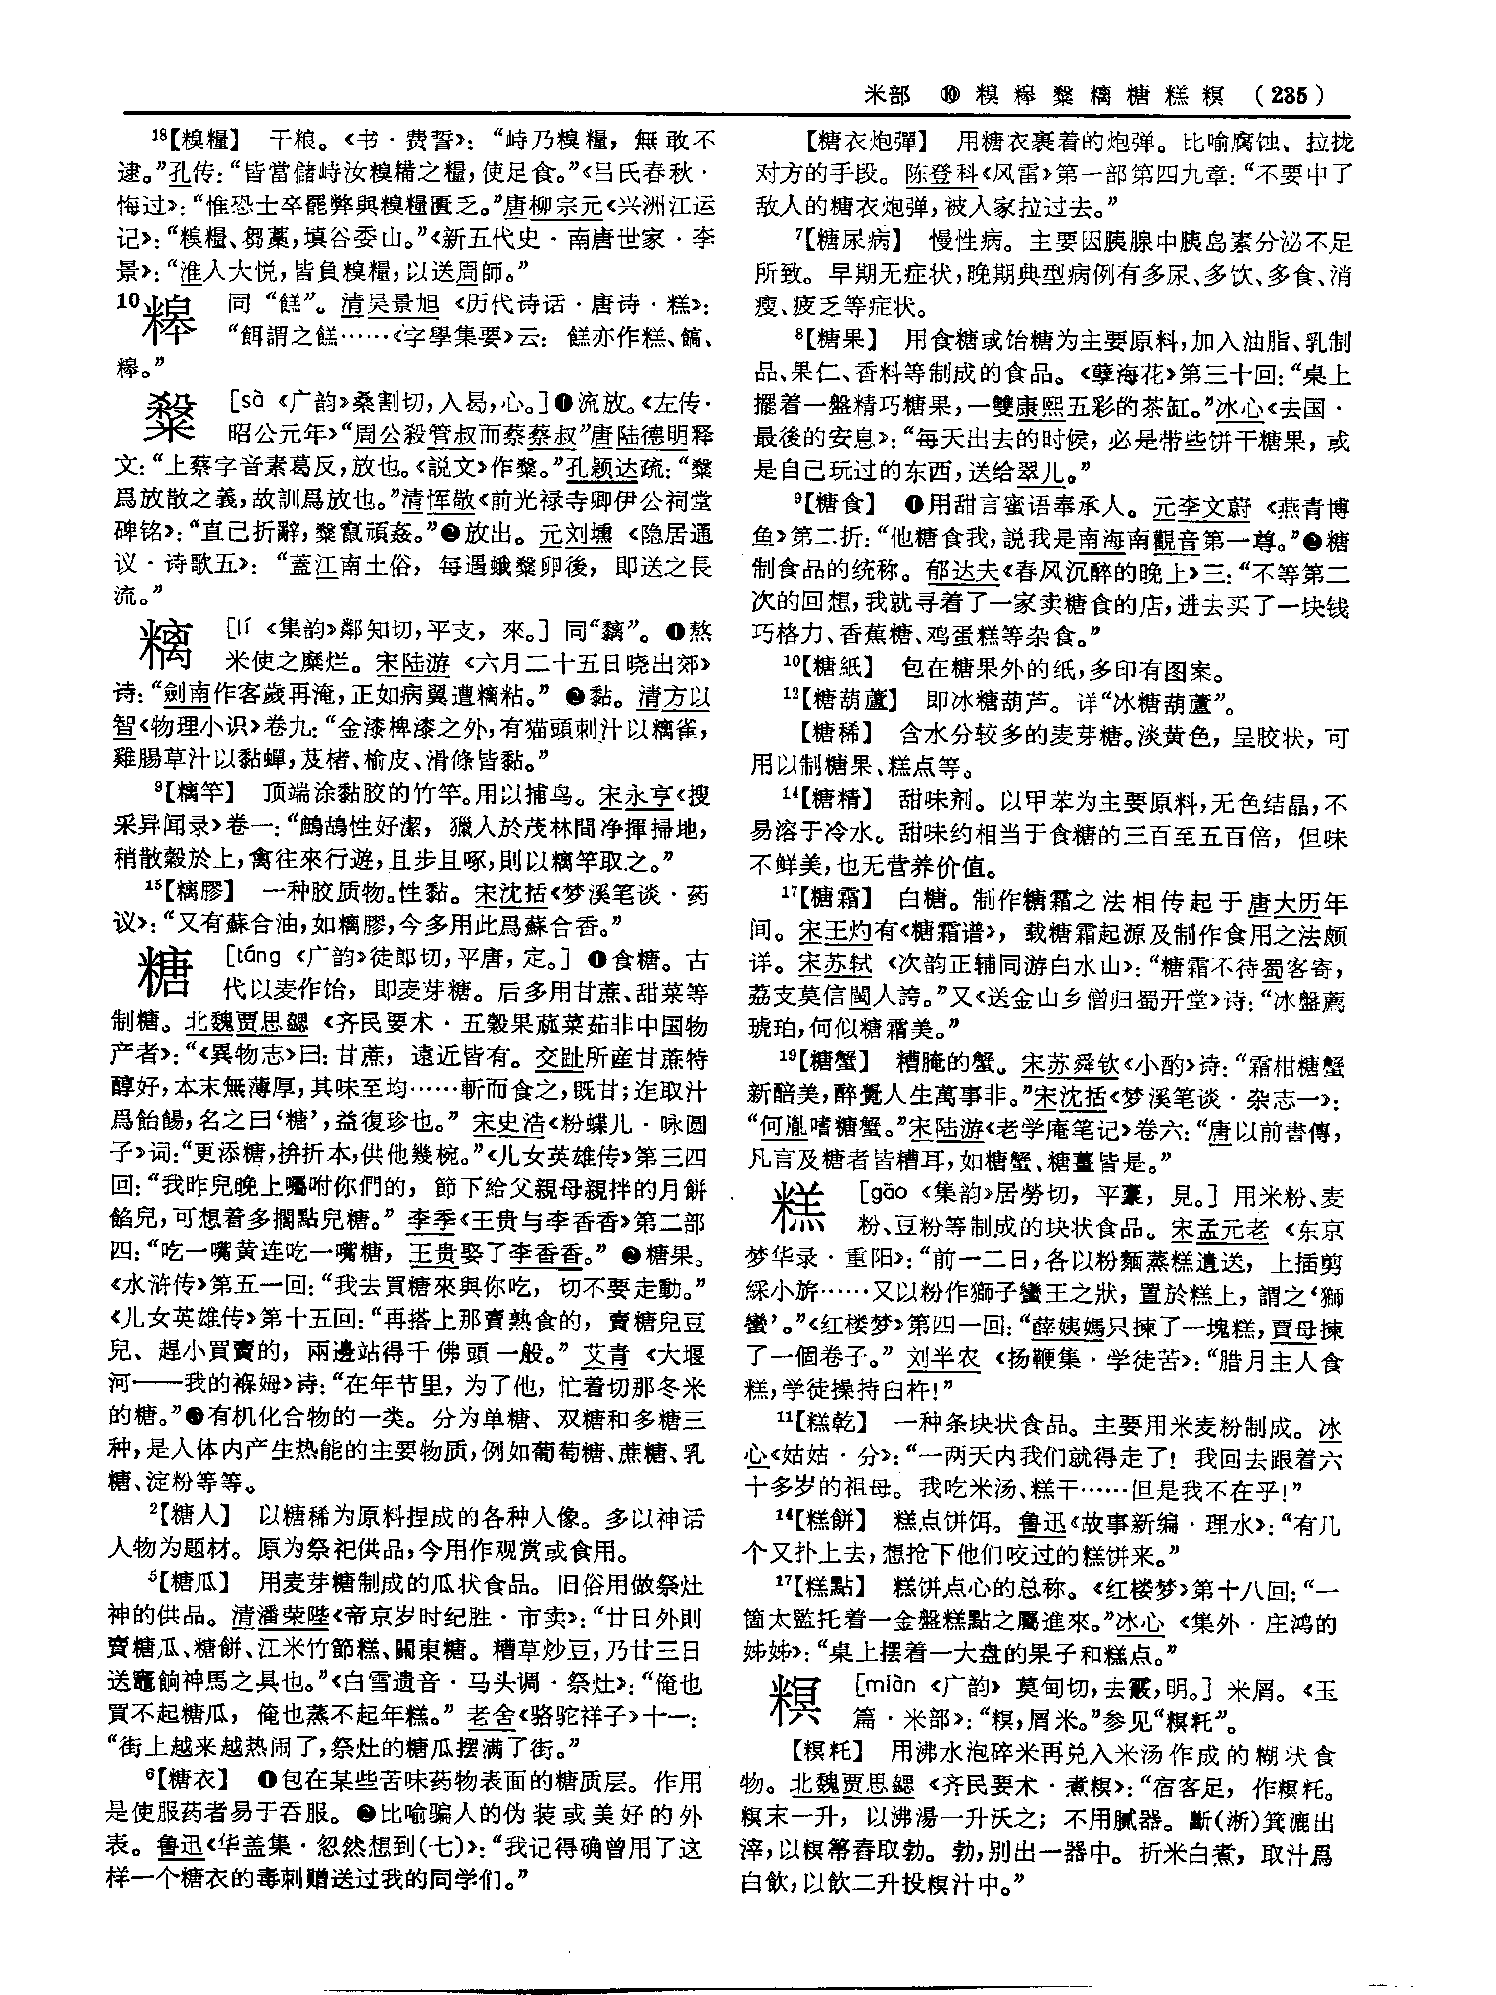 米部 ⑩ 糗 糇 糳 糲 糖 糕 䊳 (235)
18【糗糧】 干粮。《书·费誓》：“峙乃糗糧，無敢不
逮。”孔传：“皆當儲峙汝糗糒之糧，使足食。”《吕氏春秋·
悔过》：“惟恐士卒罷弊與糗糧匱乏。”唐柳宗元《兴洲江运
记》：“糗糧、芻藁，填谷委山。”《新五代史·南唐世家·李
景》：“淮人大悦，皆負糗糧，以送周師。”
10 同“餻”。清吴景旭《历代诗话·唐诗·糕》：
“餌謂之餻……《字學集要》云：餻亦作糕、䬁、
。”
[sà 《广韵》桑割切，入曷，心。]❶流放。《左传·
昭公元年》“周公殺管叔而蔡蔡叔”唐陆德明释
文：“上蔡字音素葛反，放也。《説文》作𥻦。”孔颖达疏：“𥻦
爲放散之義，故訓爲放也。”清恽敬《前光禄寺卿伊公祠堂
碑铭》：“直己折辭，𥻦竄頑姦。”❷放出。元刘壎《隐居通
议·诗歌五》：“蓋江南土俗，每遇蛾𥻦卵後，即送之長
流。”
[lí 《集韵》鄰知切，平支，來。]同“黐”。❶熬
米使之糜烂。宋陆游《六月二十五日晓出郊》
诗：“劍南作客歲再淹，正如病翼遭𥻿粘。”❷黏。清方以
智《物理小识》卷九：“金漆椑漆之外，有猫頭刺汁以𥻿雀，
雞腸草汁以黏蟬，及楮、榆皮、滑條皆黏。”
9【𥻿竿】 顶端涂黏胶的竹竿。用以捕鸟。宋永亨《搜
采异闻录》卷一：“鷓鴣性好潔，獵人於茂林間净揮掃地，
稍散穀於上，禽往來行遊，且步且啄，則以𥻿竿取之。”
15【𥻿膠】 一种胶质物。性黏。宋沈括《梦溪笔谈·药
议》：“又有蘇合油，如𥻿膠，今多用此爲蘇合香。”
糖 [táng 《广韵》徒郎切，平唐，定。]❶食糖。古
代以麦作饴，即麦芽糖。后多用甘蔗、甜菜等
制糖。北魏贾思勰《齐民要术·五穀果蓏菜茹非中国物
产者》：“《異物志》曰：甘蔗，遠近皆有。交趾所産甘蔗特
醇好，本末無薄厚，其味至均……斬而食之，既甘；迮取汁
爲飴餳，名之曰‘糖’，益復珍也。”宋史浩《粉蝶儿·咏圆
子》词：“更添糖，拚折本，供他幾椀。”《儿女英雄传》第三四
回：“我昨兒晚上囑咐你們的，節下給父親母親拌的月餅
餡兒，可想着多擱點兒糖。”李季《王贵与李香香》第二部
四：“吃一嘴黄连吃一嘴糖，王贵娶了李香香。”❷糖果。
《水浒传》第五一回：“我去買糖來與你吃，切不要走動。”
《儿女英雄传》第十五回：“再搭上那賣熟食的，賣糖兒豆
兒、趕小買賣的，兩邊站得千佛頭一般。”艾青《大堰
河——我的褓姆》诗：“在年节里，为了他，忙着切那冬米
的糖。”❸有机化合物的一类。分为单糖、双糖和多糖三
种，是人体内产生热能的主要物质，例如葡萄糖、蔗糖、乳
糖、淀粉等等。
2【糖人】 以糖稀为原料捏成的各种人像。多以神话
人物为题材。原为祭祀供品，今用作观赏或食用。
5【糖瓜】 用麦芽糖制成的瓜状食品。旧俗用做祭灶
神的供品。清潘荣陛《帝京岁时纪胜·市卖》：“廿日外則
賣糖瓜、糖餅、江米竹節糕、關東糖。糟草炒豆，乃廿三日
送竈餉神馬之具也。”《白雪遗音·马头调·祭灶》：“俺也
買不起糖瓜，俺也蒸不起年糕。”老舍《骆驼祥子》十一：
“街上越来越热闹了，祭灶的糖瓜摆满了街。”
6【糖衣】 ❶包在某些苦味药物表面的糖质层。作用
是使服药者易于吞服。❷比喻骗人的伪装或美好的外
表。鲁迅《华盖集·忽然想到(七)》：“我记得确曾用了这
样一个糖衣的毒刺赠送过我的同学们。”
【糖衣炮彈】 用糖衣裹着的炮弹。比喻腐蚀、拉拢
对方的手段。陈登科《风雷》第一部第四九章：“不要中了
敌人的糖衣炮弹，被人家拉过去。”
7【糖尿病】 慢性病。主要因胰腺中胰岛素分泌不足
所致。早期无症状，晚期典型病例有多尿、多饮、多食、消
瘦、疲乏等症状。
8【糖果】 用食糖或饴糖为主要原料，加入油脂、乳制
品、果仁、香料等制成的食品。《孽海花》第三十回：“桌上
擺着一盤精巧糖果，一雙康熙五彩的茶缸。”冰心《去国·
最後的安息》：“每天出去的时候，必是带些饼干糖果，或
是自己玩过的东西，送给翠儿。”
9【糖食】 ❶用甜言蜜语奉承人。元李文蔚《燕青博
鱼》第二折：“他糖食我，説我是南海南觀音第一尊。”❷糖
制食品的统称。郁达夫《春风沉醉的晚上》三：“不等第二
次的回想，我就寻着了一家卖糖食的店，进去买了一块钱
巧格力、香蕉糖、鸡蛋糕等杂食。”
10【糖紙】 包在糖果外的纸，多印有图案。
12【糖葫蘆】 即冰糖葫芦。详“冰糖葫蘆”。
【糖稀】 含水分较多的麦芽糖。淡黄色，呈胶状，可
用以制糖果、糕点等。
14【糖精】 甜味剂。以甲苯为主要原料，无色结晶，不
易溶于冷水。甜味约相当于食糖的三百至五百倍，但味
不鲜美，也无营养价值。
17【糖霜】 白糖。制作糖霜之法相传起于唐大历年
间。宋王灼有《糖霜谱》，载糖霜起源及制作食用之法颇
详。宋苏轼《次韵正辅同游白水山》：“糖霜不待蜀客寄，
荔支莫信閩人誇。”又《送金山乡僧归蜀开堂》诗：“冰盤薦
琥珀，何似糖霜美。”
19【糖蟹】 糟腌的蟹。宋苏舜钦《小酌》诗：“霜柑糖蟹
新醅美，醉覺人生萬事非。”宋沈括《梦溪笔谈·杂志一》：
“何胤嗜糖蟹。”宋陆游《老学庵笔记》卷六：“唐以前書傳，
凡言及糖者皆糟耳，如糖蟹、糖薑皆是。”
糕 [gāo 《集韵》居勞切，平豪，見。]用米粉、麦
粉、豆粉等制成的块状食品。宋孟元老《东京
梦华录·重阳》：“前一二日，各以粉麵蒸糕遺送，上插剪
綵小旂……又以粉作獅子蠻王之狀，置於糕上，謂之‘獅
蠻’。”《红楼梦》第四一回：“薛姨媽只揀了一塊糕，賈母揀
了一個卷子。”刘半农《扬鞭集·学徒苦》：“腊月主人食
糕，学徒操持臼杵！”
11【糕乾】 一种条块状食品。主要用米麦粉制成。冰
心《姑姑·分》：“一两天内我们就得走了！我回去跟着六
十多岁的祖母。我吃米汤、糕干……但是我不在乎！”
14【糕餅】 糕点饼饵。鲁迅《故事新编·理水》：“有几
个又扑上去，想抢下他们咬过的糕饼来。”
17【糕點】 糕饼点心的总称。《红楼梦》第十八回：“一
箇太監托着一金盤糕點之屬進來。”冰心《集外·庄鸿的
姊姊》：“桌上摆着一大盘的果子和糕点。”
䊳 [miàn 《广韵》莫甸切，去霰，明。]米屑。《玉
篇·米部》：“䊳，屑米。”参见“䊳籷”。
【䊳籷】 用沸水泡碎米再兑入米汤作成的糊状食
物。北魏贾思勰《齐民要术·煮䊳》：“宿客足，作䊳籷。
䊳末一升，以沸湯一升沃之；不用膩器。斷(淅)箕漉出
滓，以䊳箒舂取勃。勃，别出一器中。折米白煮，取汁爲
白飲，以飲二升投䊳汁中。”